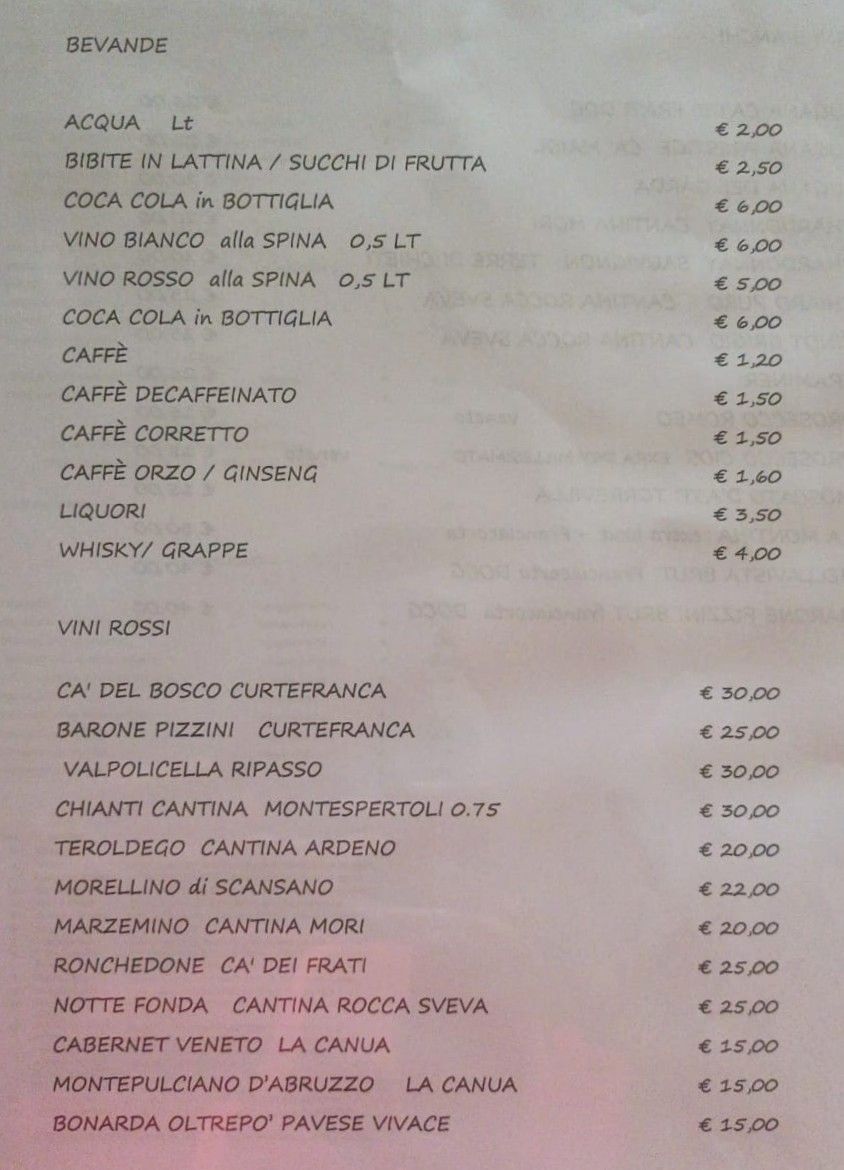 BEVANDE
ACQUA Lt € 2,00
BIBITE IN LATTINA / SUCCHI DI FRUTTA € 2,50
COCA COLA in BOTTIGLIA € 6,00
VINO BIANCO alla SPINA 0,5 LT € 6,00
VINO ROSSO alla SPINA 0,5 LT € 5,00
COCA COLA in BOTTIGLIA € 6,00
CAFFÈ € 1,20
CAFFÈ DECAFFEINATO € 1,50
CAFFÈ CORRETTO € 1,50
CAFFÈ ORZO / GINSENG € 1,60
LIQUORI € 3,50
WHISKY/ GRAPPE € 4,00
VINI ROSSI
CA' DEL BOSCO CURTEFRANCA € 30,00
BARONE PIZZINI CURTEFRANCA € 25,00
VALPOLICELLA RIPASSO € 30,00
CHIANTI CANTINA MONTESPERTOLI 0.75 € 30,00
TEROLDEGO CANTINA ARDENO € 20,00
MORELLINO di SCANSANO € 22,00
MARZEMINO CANTINA MORI € 20,00
RONCHEDONE CA' DEI FRATI € 25,00
NOTTE FONDA CANTINA ROCCA SVEVA € 25,00
CABERNET VENETO LA CANUA € 15,00
MONTEPULCIANO D'ABRUZZO LA CANUA € 15,00
BONARDA OLTREPO' PAVESE VIVACE € 15,00